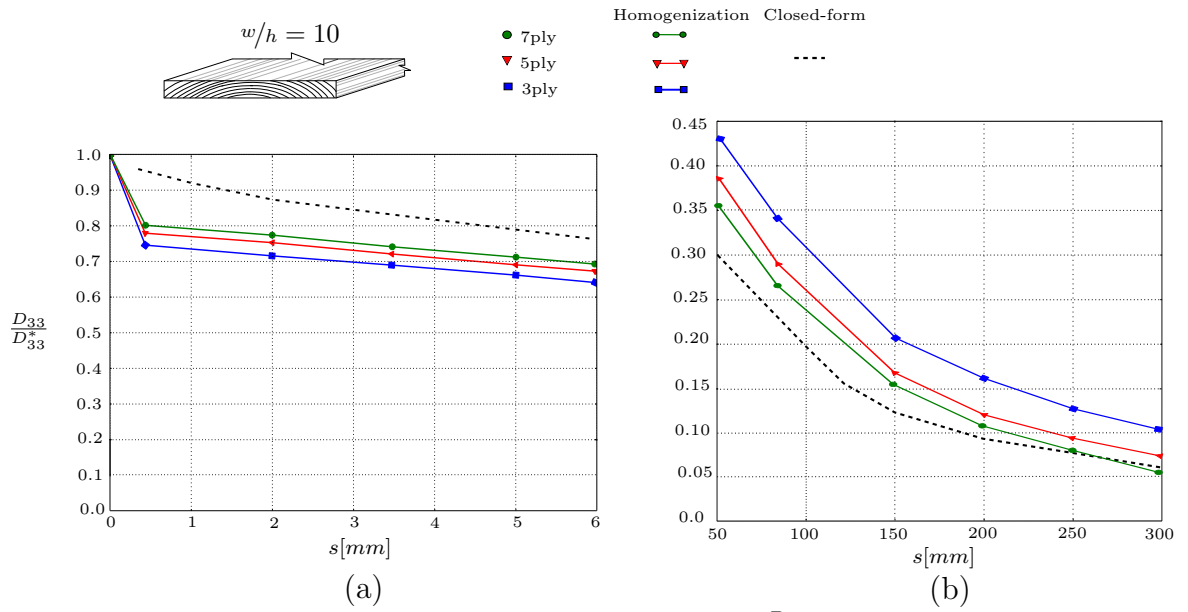 w/h = 10
Homogenization Closed-form
7ply
5ply
3ply
D33
D*33
1.0
0.9
0.8
0.7
0.6
0.5
0.4
0.3
0.2
0.1
0.0
0 1 2 3 4 5 6
s[mm]
(a)
0.45
0.40
0.35
0.30
0.25
0.20
0.15
0.10
0.05
0.0
50 100 150 200 250 300
s[mm]
(b)